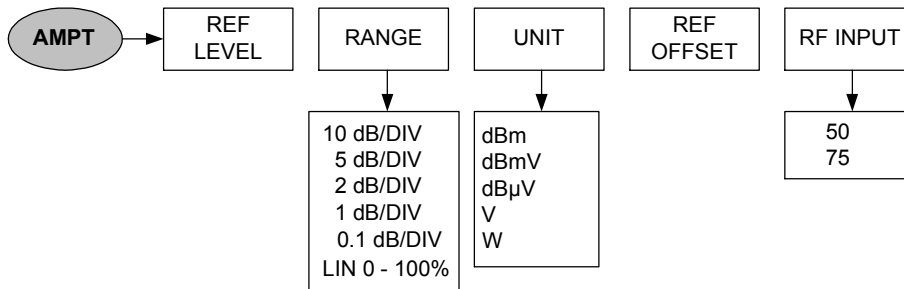 AMPT
REF
LEVEL
RANGE
UNIT
REF
OFFSET
RF INPUT
10 dB/DIV
5 dB/DIV
2 dB/DIV
1 dB/DIV
0.1 dB/DIV
LIN 0 - 100%
dBm
dBmV
dBµV
V
W
50
75